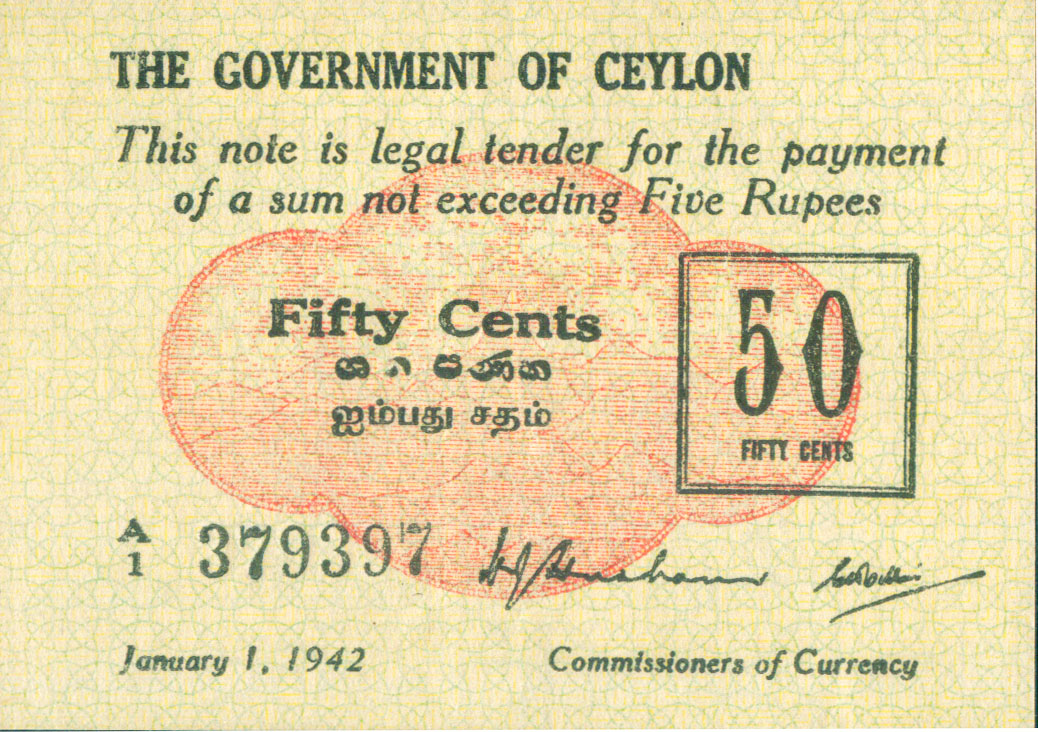 THE GOVERNMENT OF CEYLON
This note is legal tender for the payment
of a sum not exceeding Five Rupees
Fifty Cents
ஐம்பது சதம்
50
FIFTY CENTS
A
1
379397
January 1, 1942
Commissioners of Currency